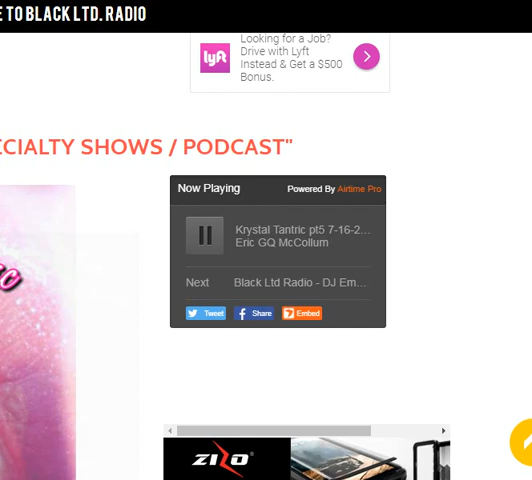 E TO BLACK LTD. RADIO
Looking for a Job?
Drive with Lyft
Instead & Get a $500
Bonus.
lyft
ECIALTY SHOWS / PODCAST"
Now Playing
Powered By Airtime Pro
Krystal Tantric pt5 7-16-2...
Eric GQ McCollum
Next
Black Ltd Radio - DJ Em...
Tweet
Share
Embed
ZIZO